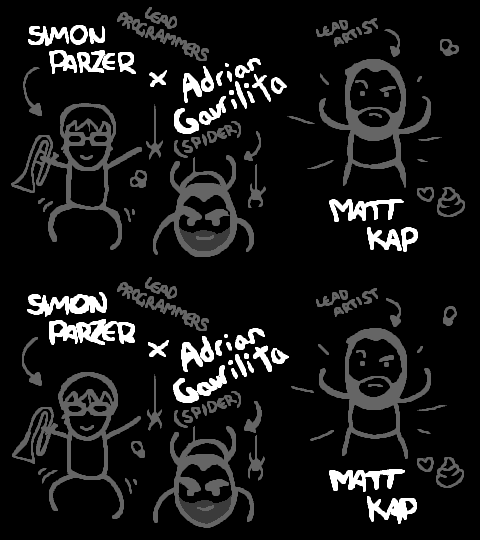 LEAD
PROGRAMMERS
SIMON
PARZER
x
Adrian
Gavrilita
(SPIDER)
LEAD
ARTIST
MATT
KAP
LEAD
PROGRAMMERS
SIMON
PARZER
x
Adrian
Gavrilita
(SPIDER)
LEAD
ARTIST
MATT
KAP